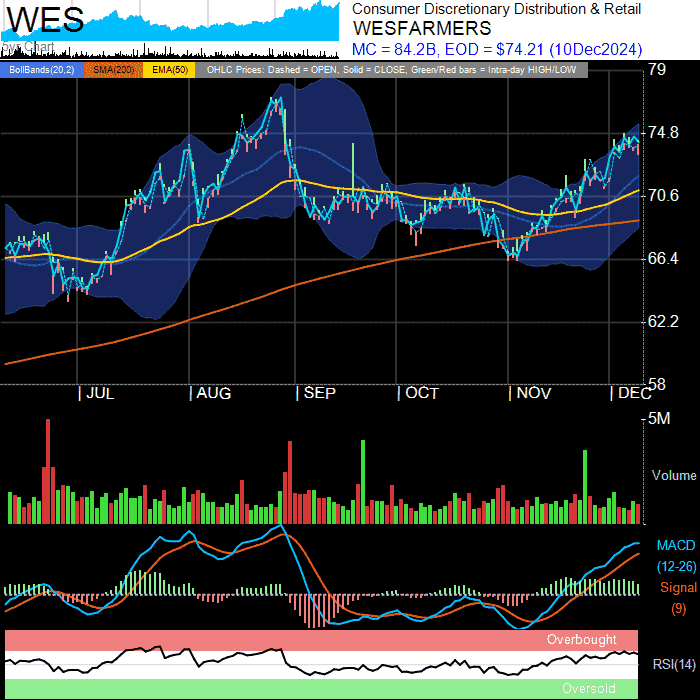 WES
Consumer Discretionary Distribution & Retail
WESFARMERS
MC = 84.2B, EOD = $74.21 (10Dec2024)
BollBands(20,2) SMA(200) EMA(50) OHLC Prices: Dashed = OPEN, Solid = CLOSE, Green/Red bars = Intra-day HIGH/LOW
79
74.8
70.6
66.4
62.2
58
| JUL | AUG | SEP | OCT | NOV | DEC
5M
Volume
MACD
(12-26)
Signal
(9)
Overbought
RSI(14)
Oversold